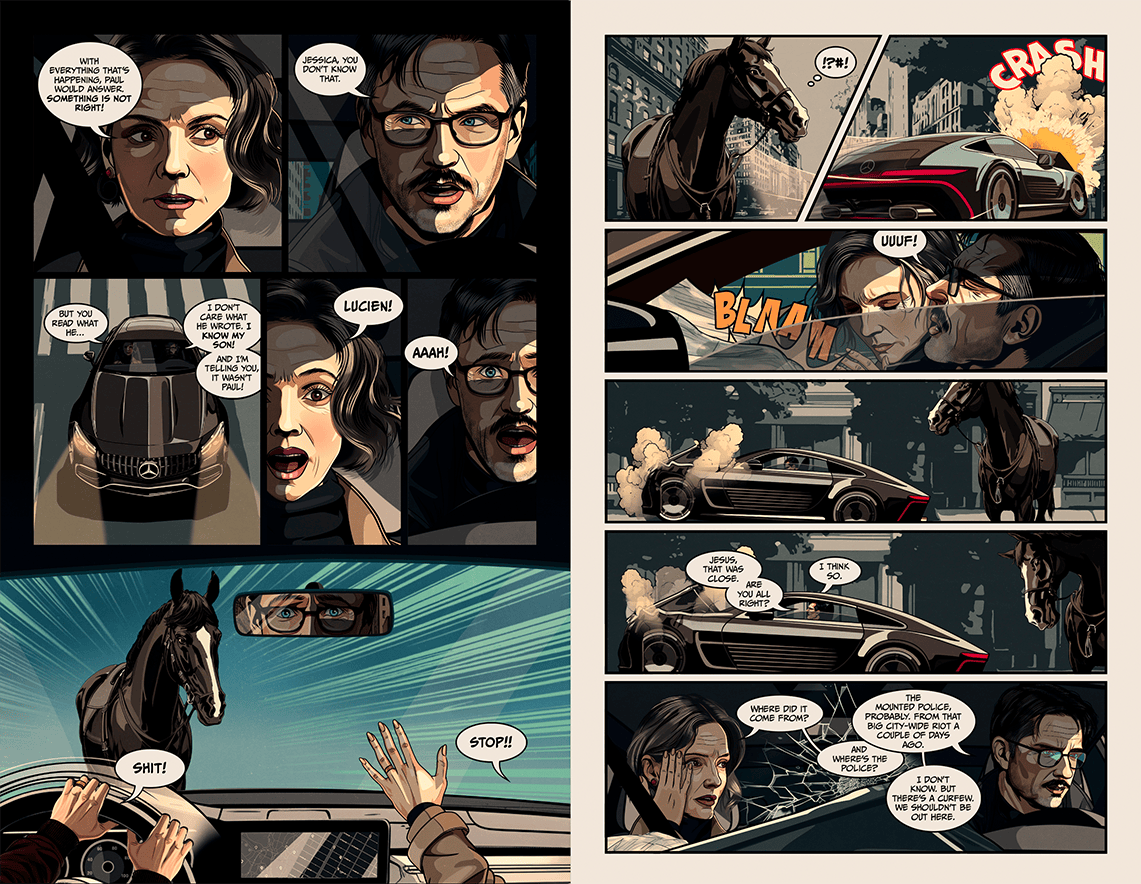 WITH
EVERYTHING THAT'S
HAPPENING, PAUL
WOULD ANSWER.
SOMETHING IS NOT
RIGHT!
JESSICA, YOU
DON'T KNOW
THAT.
BUT YOU
READ WHAT
HE...
I DON'T
CARE WHAT
HE WROTE. I
KNOW MY
SON!
AND I'M
TELLING YOU,
IT WASN'T
PAUL!
LUCIEN!
AAAH!
SHIT!
STOP!!
!?*!
CRASH
UUUF!
BLAAM
JESUS,
THAT WAS
CLOSE.
ARE
YOU ALL
RIGHT?
I THINK
SO.
WHERE DID IT
COME FROM?
THE
MOUNTED POLICE,
PROBABLY. FROM THAT
BIG CITY-WIDE RIOT A
COUPLE OF DAYS
AGO.
AND
WHERE'S THE
POLICE?
I DON'T
KNOW. BUT
THERE'S A CURFEW.
WE SHOULDN'T BE
OUT HERE.